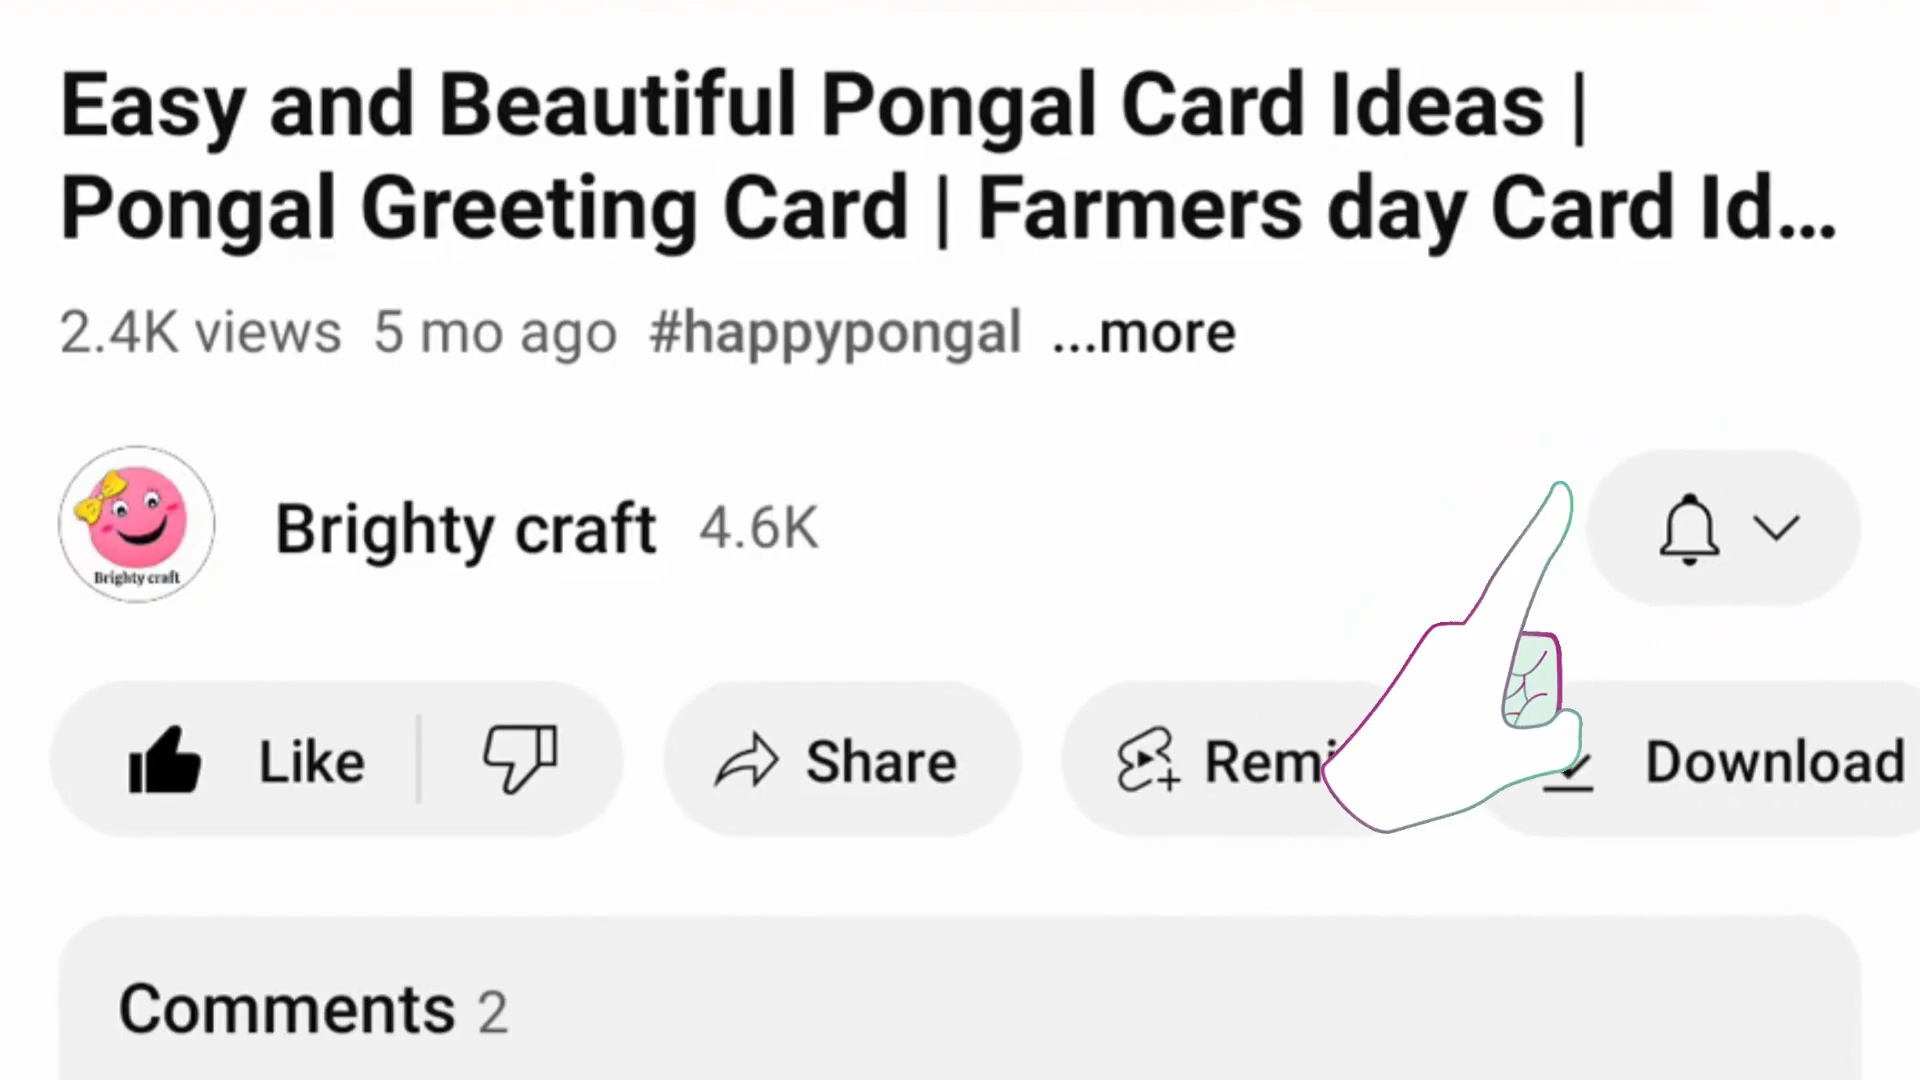 Easy and Beautiful Pongal Card Ideas |
Pongal Greeting Card | Farmers day Card Id...
2.4K views 5 mo ago #happypongal ...more
Brighty craft 4.6K
Brighty craft
Like Share Remi Download
Comments 2